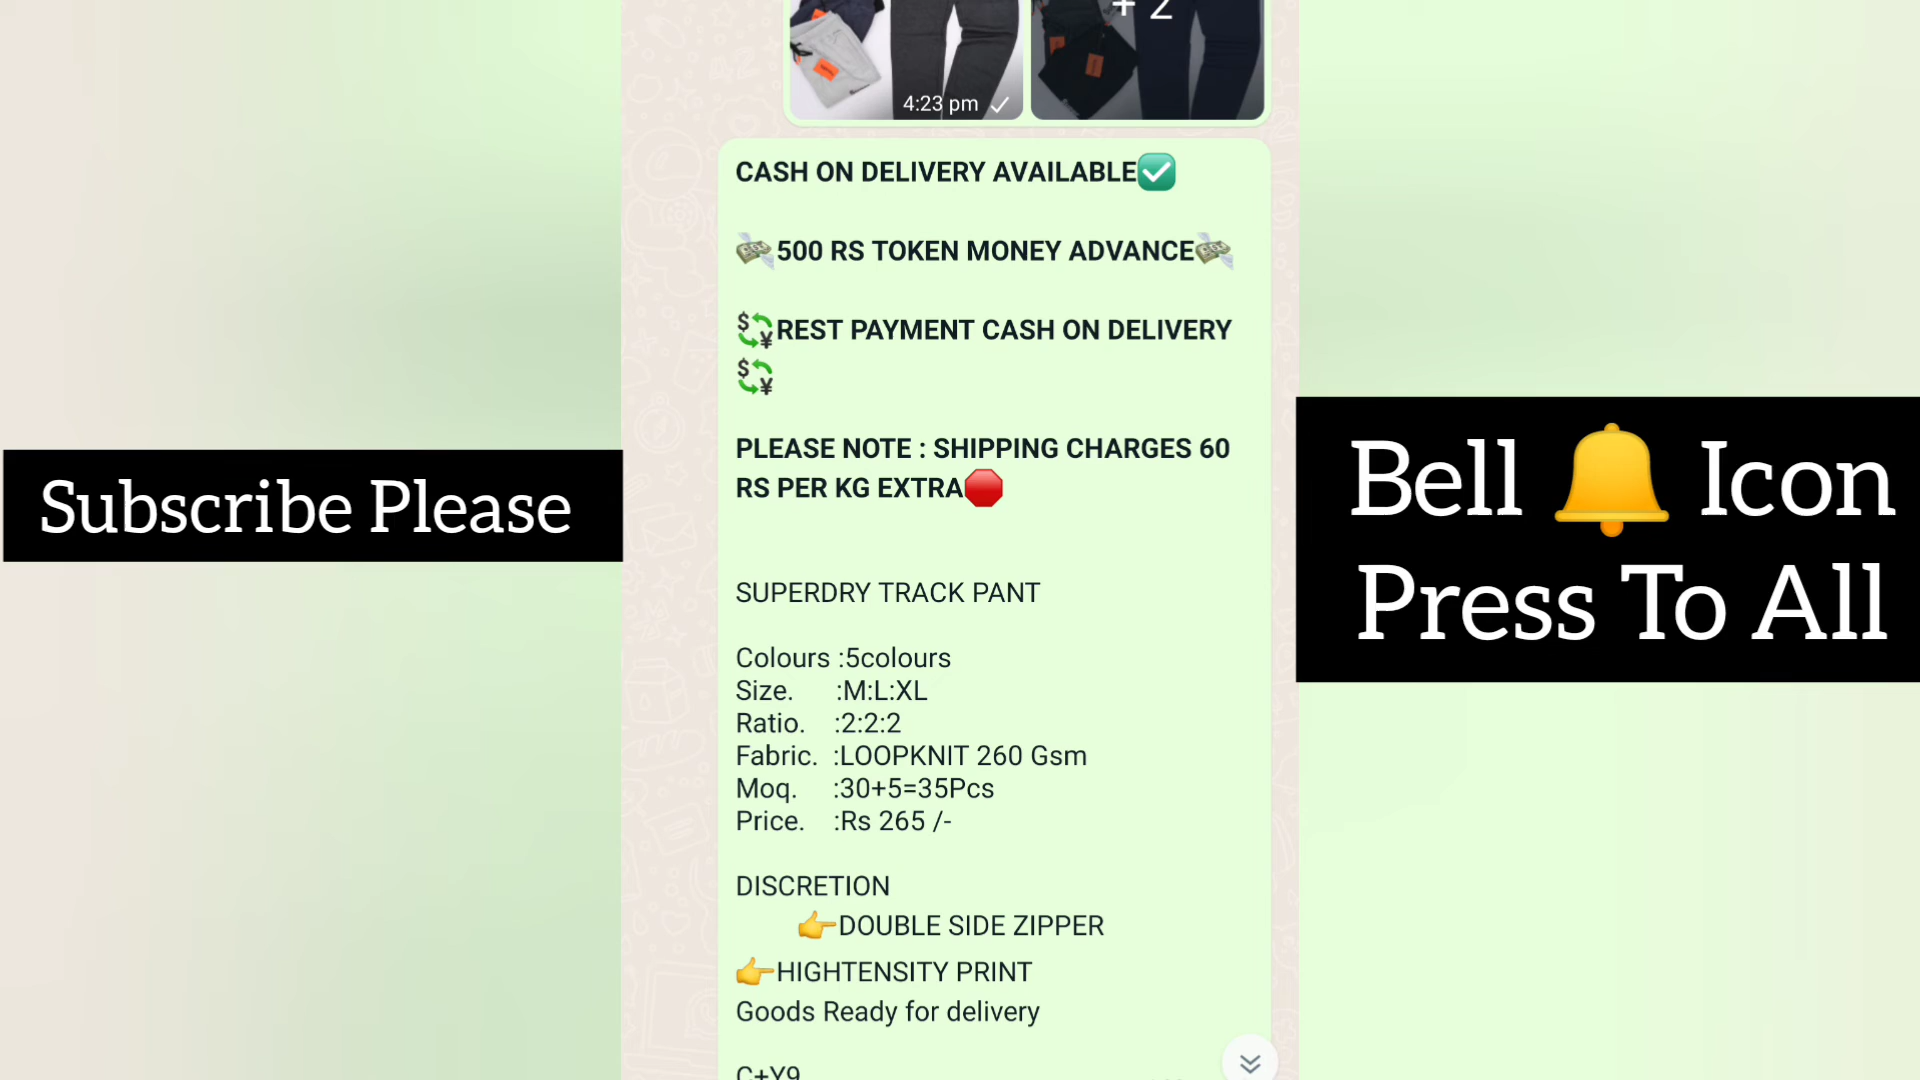 + 2
4:23 pm
CASH ON DELIVERY AVAILABLE✅
💸500 RS TOKEN MONEY ADVANCE💸
💱REST PAYMENT CASH ON DELIVERY
💱
PLEASE NOTE : SHIPPING CHARGES 60
RS PER KG EXTRA🛑
Subscribe Please
Bell 🔔 Icon
Press To All
SUPERDRY TRACK PANT
Colours :5colours
Size. :M:L:XL
Ratio. :2:2:2
Fabric. :LOOPKNIT 260 Gsm
Moq. :30+5=35Pcs
Price. :Rs 265 /-
DISCRETION
👉DOUBLE SIDE ZIPPER
👉HIGHTENSITY PRINT
Goods Ready for delivery
C+Y9